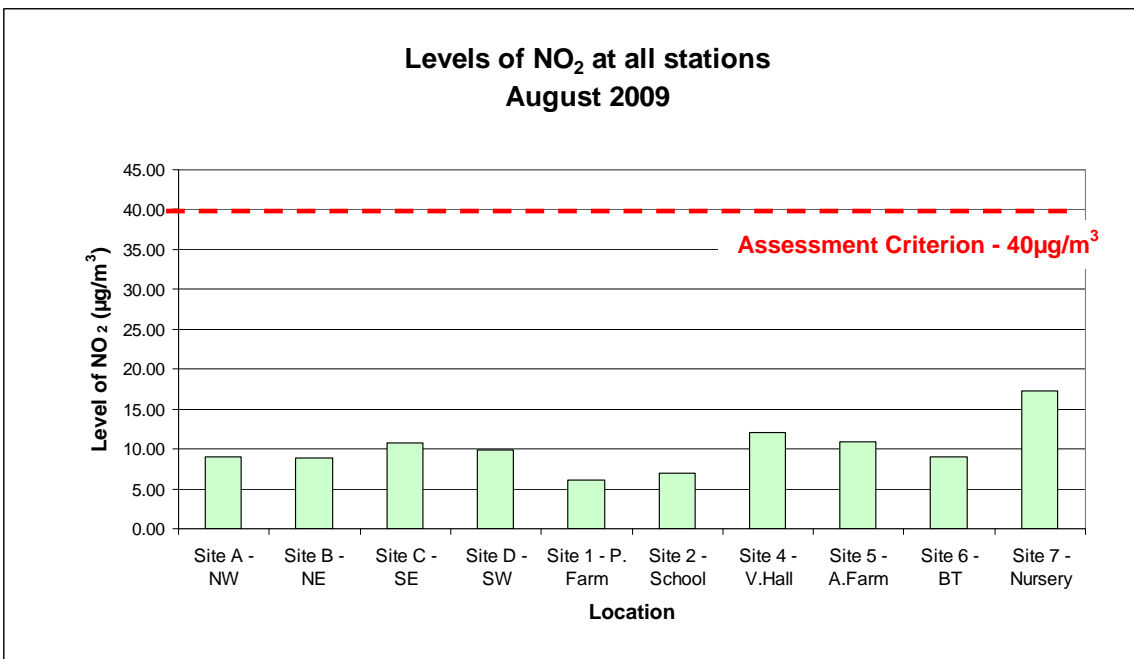 Levels of NO₂ at all stations
August 2009
Level of NO₂ (µg/m³)
45.00
40.00
35.00
30.00
25.00
20.00
15.00
10.00
5.00
0.00
Assessment Criterion - 40µg/m³
Site A - NW
Site B - NE
Site C - SE
Site D - SW
Site 1 - P. Farm
Site 2 - School
Site 4 - V.Hall
Site 5 - A.Farm
Site 6 - BT
Site 7 - Nursery
Location